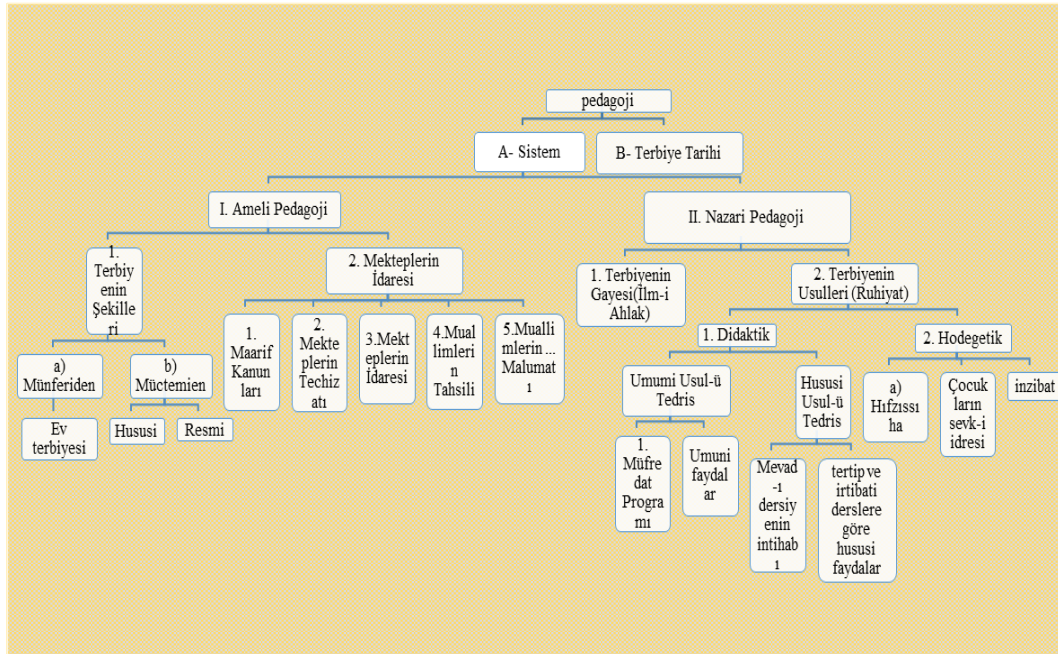 pedagoji
A- Sistem
B- Terbiye Tarihi
I. Ameli Pedagoji
II. Nazari Pedagoji
1.
Terbiy
enin
Şekille
ri
2. Mekteplerin
İdaresi
1. Terbiyenin
Gayesi(İlm-i
Ahlak)
2. Terbiyenin
Usulleri (Ruhiyat)
a)
Münferiden
b)
Müctemien
1.
Maarif
Kanun
ları
2.
Mekte
plerin
Techiz
atı
3.Mekt
eplerin
İdaresi
4.Mual
limleri
n
Tahsili
5.Mualli
mlerin ...
Malumat
ı
1. Didaktik
2. Hodegetik
Ev
terbiyesi
Hususi
Resmi
Umumi Usul-ü
Tedris
Hususi
Usul-ü
Tedris
a)
Hıfzıssı
ha
Çocuk
ların
sevk-i
idresi
inzibat
1.
Müfre
dat
Progra
mı
Umuni
faydal
ar
Mevad
-ı
dersiy
enin
intihab
ı
tertip ve
irtibati
derslere
göre
hususi
faydalar